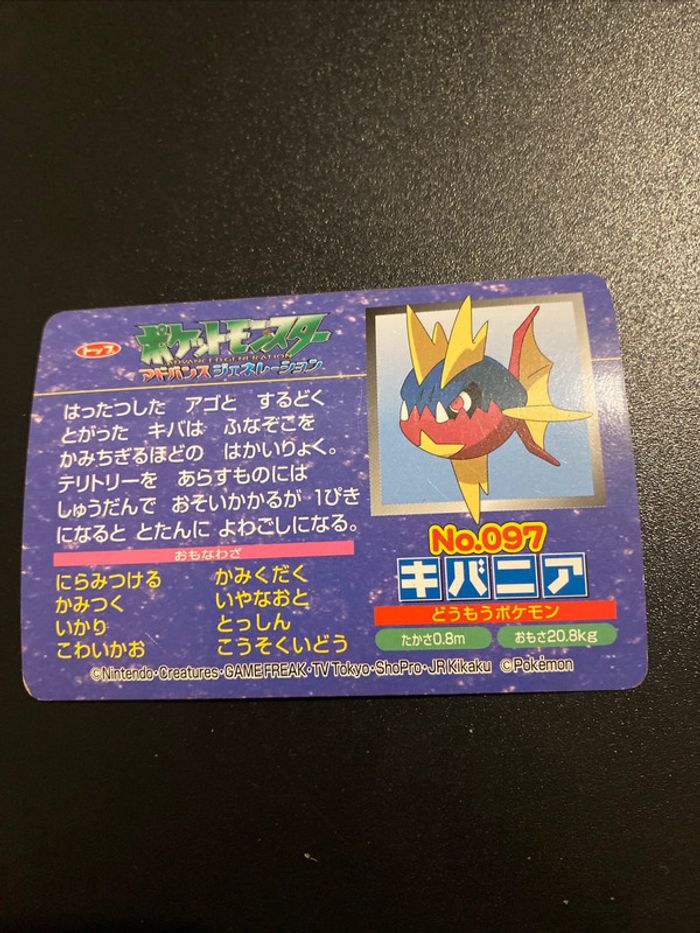 トップ
ポケットモンスター
ADVANCED GENERATION
アドバンスジェネレーション
はったつした アゴと するどく
とがった キバは ふなぞこを
かみちぎるほどの はかいりょく。
テリトリーを あらすものには
しゅうだんで おそいかかるが 1ぴき
になると とたんに よわごしになる。
おもなわざ
にらみつける
かみつく
いかり
こわいかお
かみくだく
いやなおと
とっしん
こうそくいどう
No.097
キバニア
どうもうポケモン
たかさ0.8m
おもさ20.8kg
©Nintendo・Creatures・GAME FREAK・TV Tokyo・ShoPro・JR Kikaku ©Pokémon